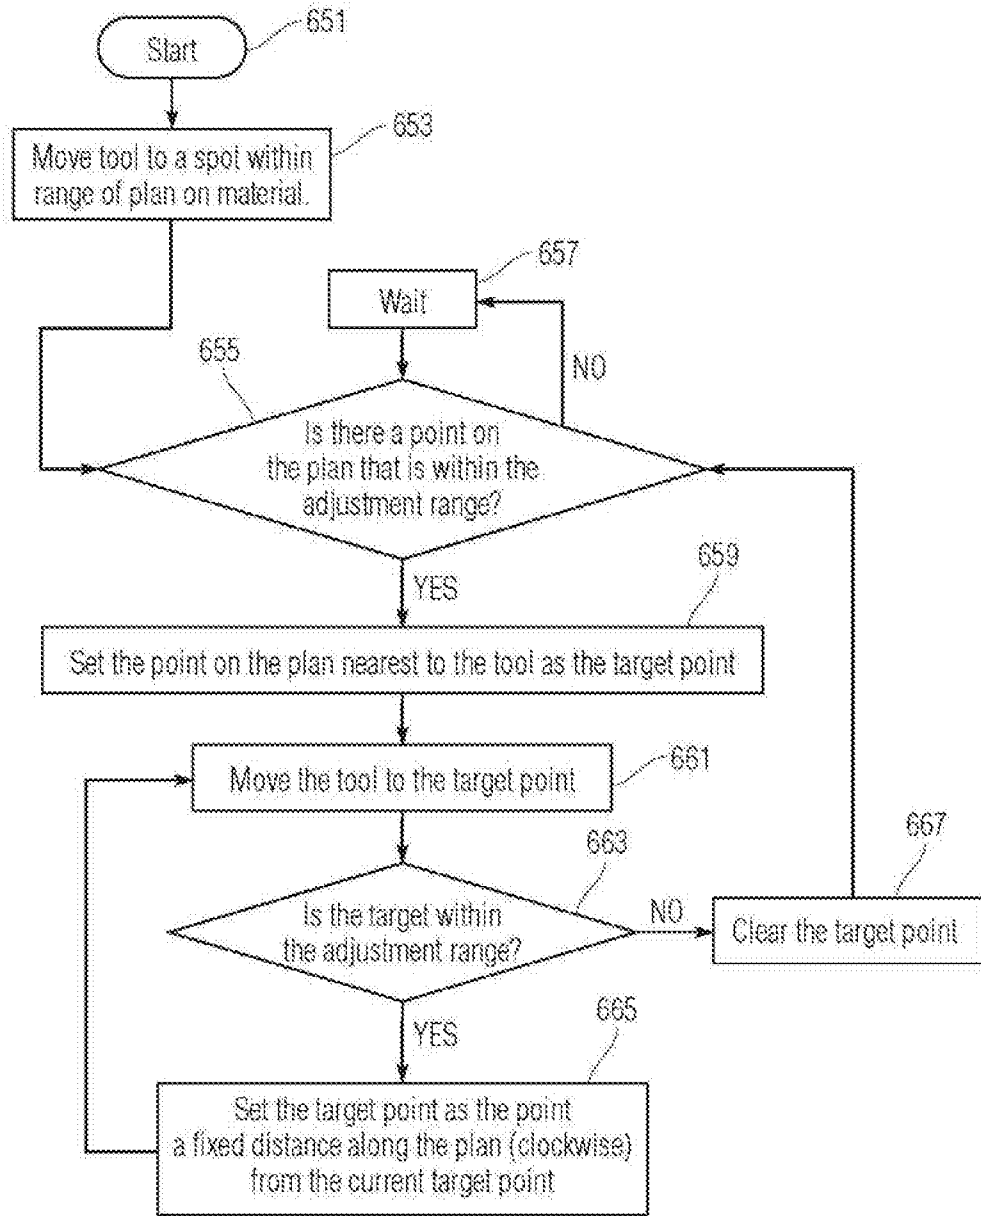 651
Start
653
Move tool to a spot within
range of plan on material.
657
Wait
655
NO
Is there a point on
the plan that is within the
adjustment range?
659
YES
Set the point on the plan nearest to the tool as the target point
661
Move the tool to the target point
667
663
Is the target within
the adjustment range?
NO
Clear the target point
665
YES
Set the target point as the point
a fixed distance along the plan (clockwise)
from the current target point